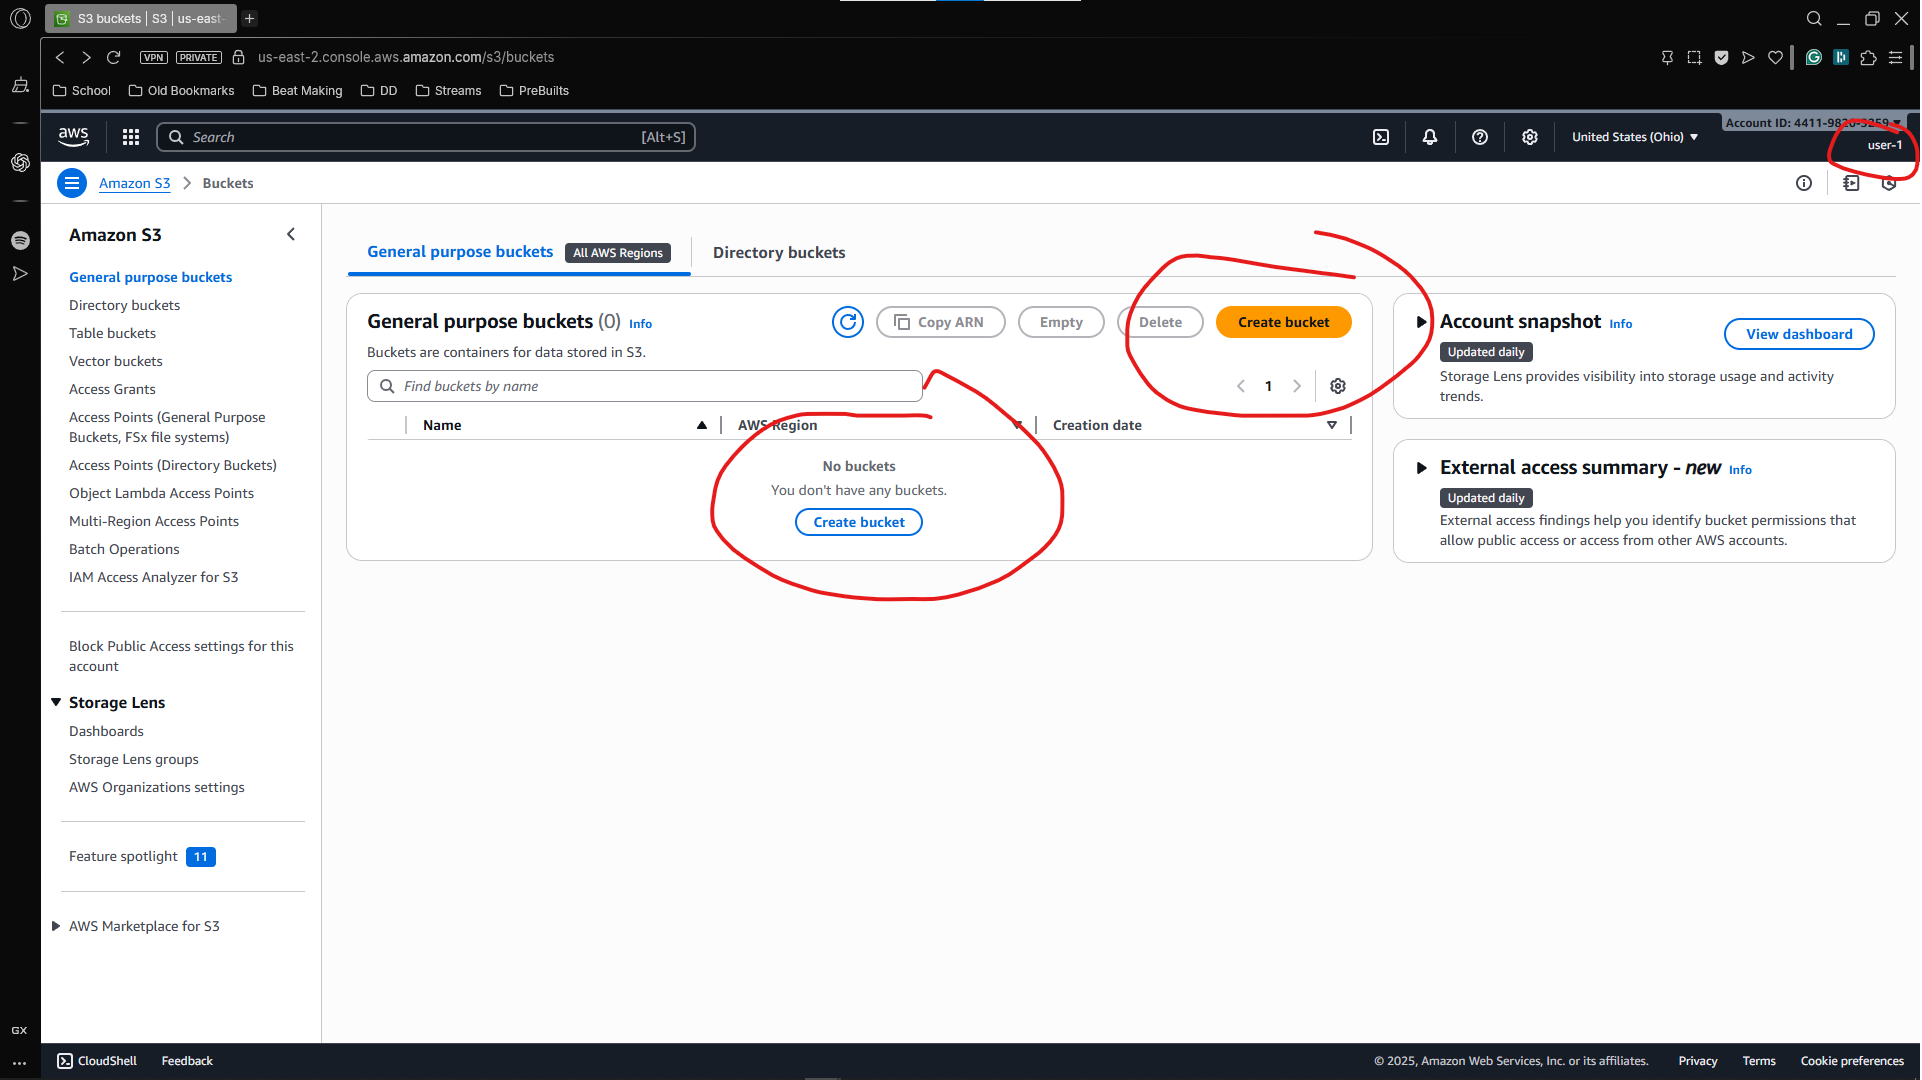 S3 buckets | S3 | us-east-
VPN PRIVATE us-east-2.console.aws.amazon.com/s3/buckets
School Old Bookmarks Beat Making DD Streams PreBuilts
aws Search [Alt+S] United States (Ohio)
user-1
Amazon S3 > Buckets
Amazon S3
General purpose buckets
Directory buckets
Table buckets
Vector buckets
Access Grants
Access Points (General Purpose
Buckets, FSx file systems)
Access Points (Directory Buckets)
Object Lambda Access Points
Multi-Region Access Points
Batch Operations
IAM Access Analyzer for S3
Block Public Access settings for this
account
Storage Lens
Dashboards
Storage Lens groups
AWS Organizations settings
Feature spotlight 11
AWS Marketplace for S3
General purpose buckets All AWS Regions Directory buckets
General purpose buckets (0) Info Copy ARN Empty Delete Create bucket
Buckets are containers for data stored in S3.
Find buckets by name 1
Name AWS Region Creation date
No buckets
You don't have any buckets.
Create bucket
Account snapshot Info View dashboard
Updated daily
Storage Lens provides visibility into storage usage and activity
trends.
External access summary - new Info
Updated daily
External access findings help you identify bucket permissions that
allow public access or access from other AWS accounts.
GX
CloudShell Feedback © 2025, Amazon Web Services, Inc. or its affiliates. Privacy Terms Cookie preferences